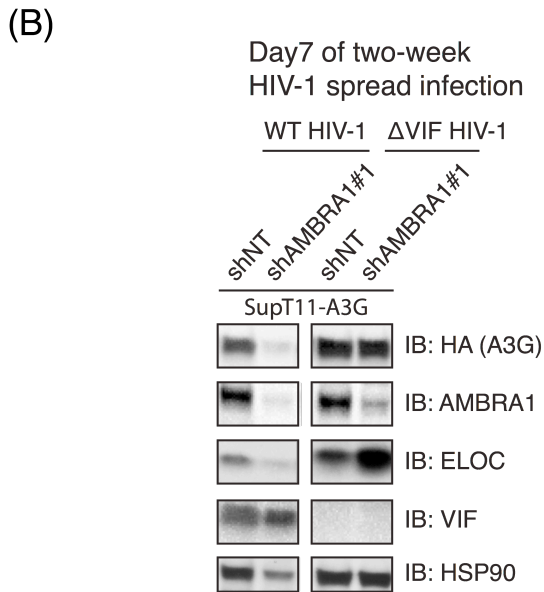 (B)
Day7 of two-week
HIV-1 spread infection
WT HIV-1 ΔVIF HIV-1
shNT shAMBRA1#1 shNT shAMBRA1#1
SupT11-A3G
IB: HA (A3G)
IB: AMBRA1
IB: ELOC
IB: VIF
IB: HSP90